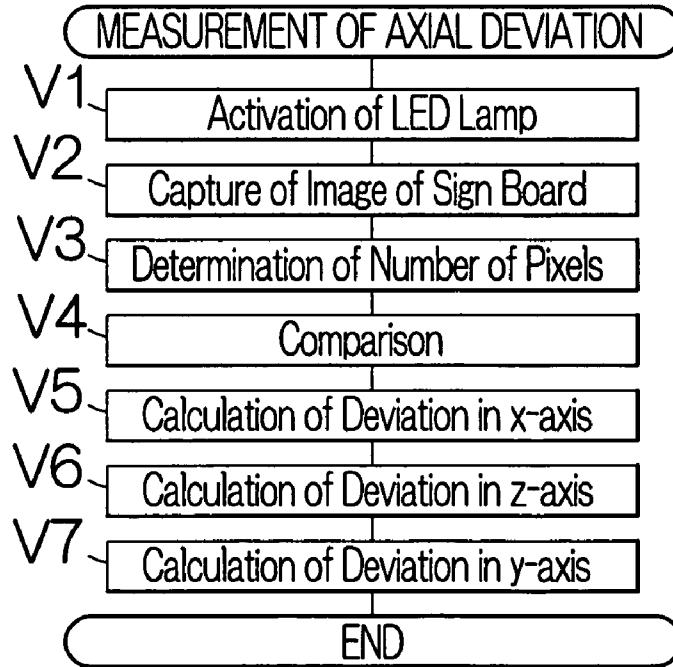 MEASUREMENT OF AXIAL DEVIATION
V1
Activation of LED Lamp
V2
Capture of Image of Sign Board
V3
Determination of Number of Pixels
V4
Comparison
V5
Calculation of Deviation in x-axis
V6
Calculation of Deviation in z-axis
V7
Calculation of Deviation in y-axis
END